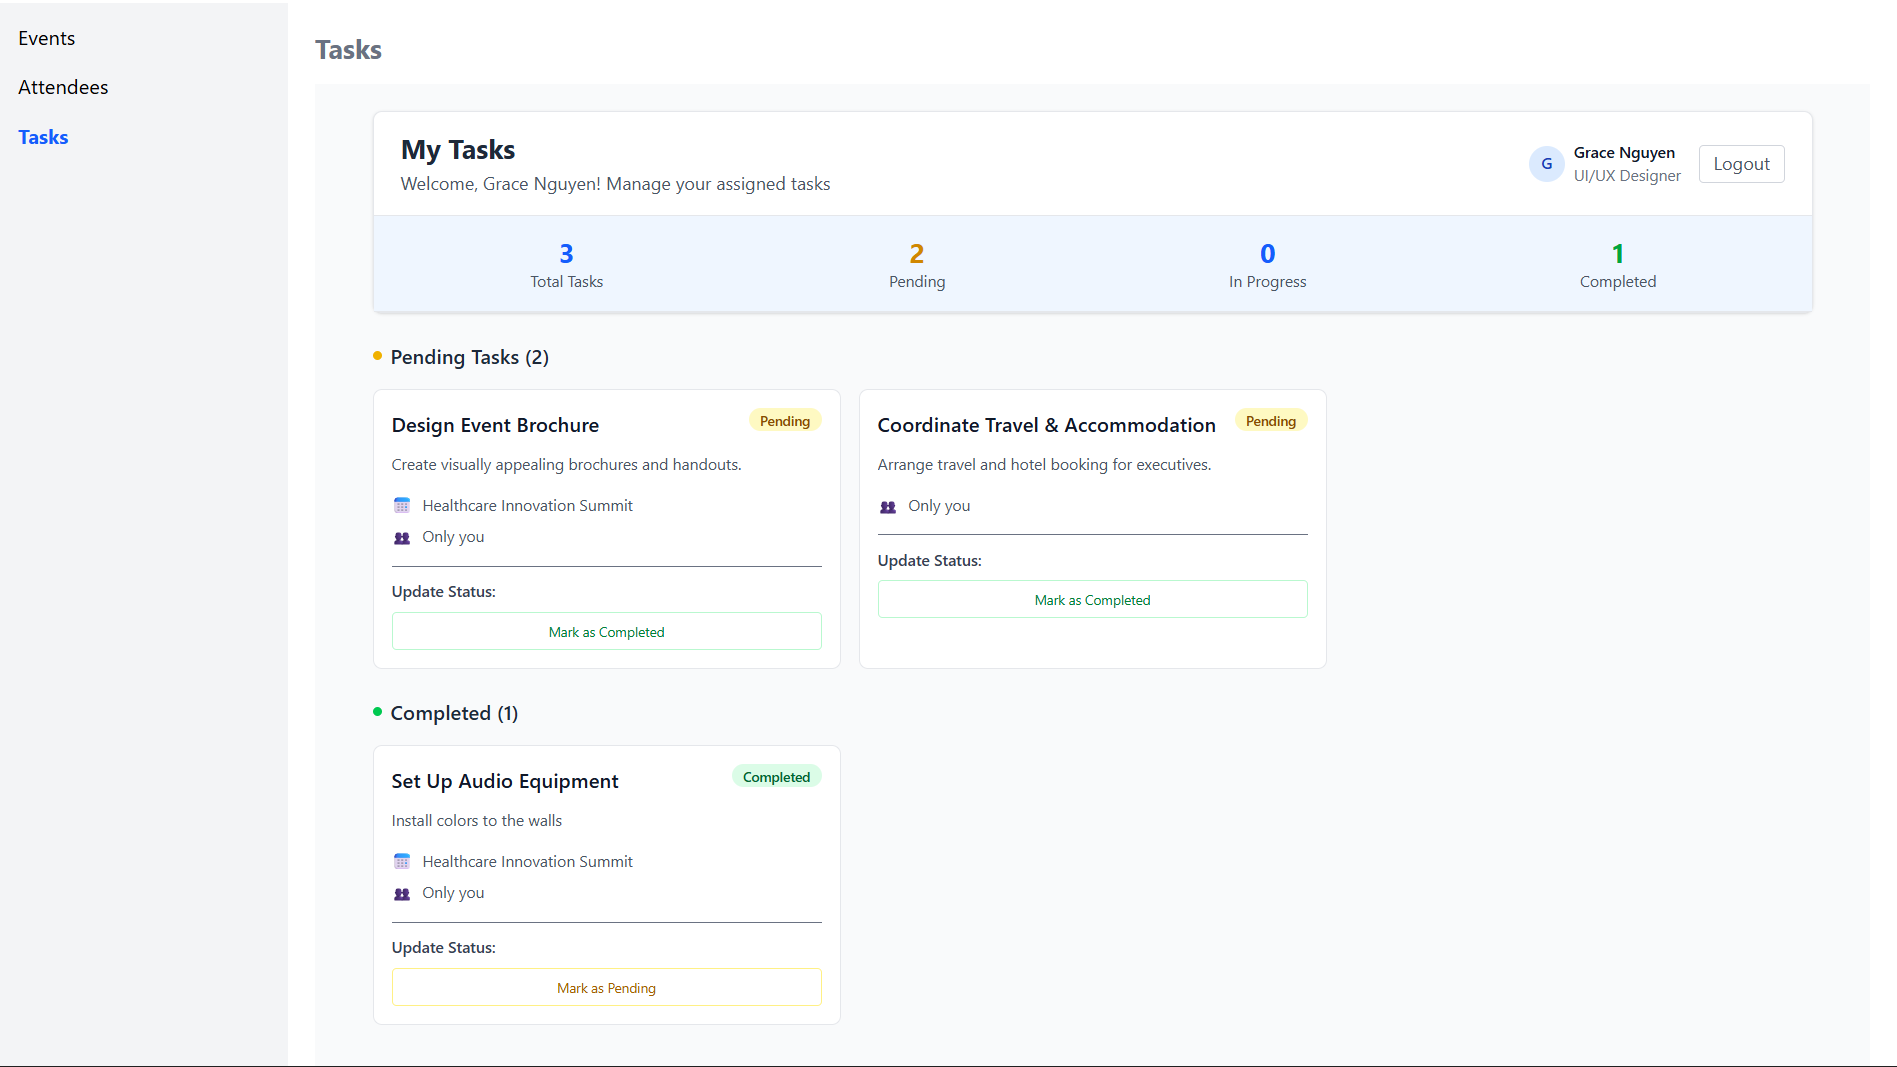 Events
Attendees
Tasks
Tasks
My Tasks
Welcome, Grace Nguyen! Manage your assigned tasks
G
Grace Nguyen
UI/UX Designer
Logout
3
Total Tasks
2
Pending
0
In Progress
1
Completed
Pending Tasks (2)
Design Event Brochure
Pending
Create visually appealing brochures and handouts.
Healthcare Innovation Summit
Only you
Update Status:
Mark as Completed
Coordinate Travel & Accommodation
Pending
Arrange travel and hotel booking for executives.
Only you
Update Status:
Mark as Completed
Completed (1)
Set Up Audio Equipment
Completed
Install colors to the walls
Healthcare Innovation Summit
Only you
Update Status:
Mark as Pending